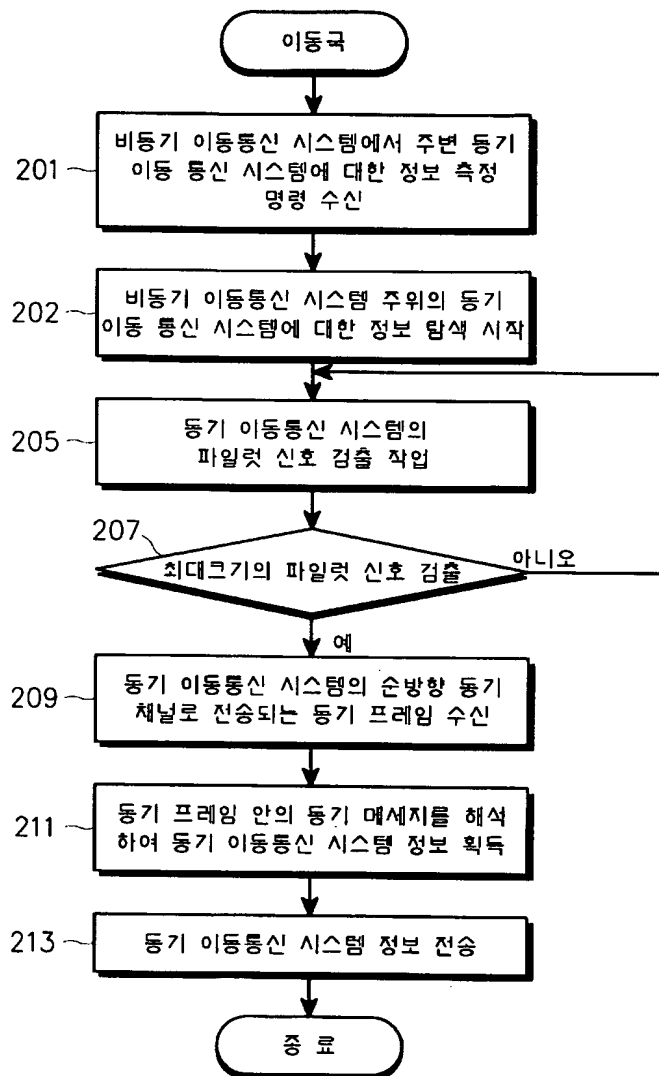 이동국
201
비동기 이동통신 시스템에서 주변 동기
이동 통신 시스템에 대한 정보 측정
명령 수신
202
비동기 이동통신 시스템 주위의 동기
이동 통신 시스템에 대한 정보 탐색 시작
205
동기 이동통신 시스템의
파일럿 신호 검출 작업
207
최대크기의 파일럿 신호 검출
아니오
예
209
동기 이동통신 시스템의 순방향 동기
채널로 전송되는 동기 프레임 수신
211
동기 프레임 안의 동기 메세지를 해석
하여 동기 이동통신 시스템 정보 획득
213
동기 이동통신 시스템 정보 전송
종 료